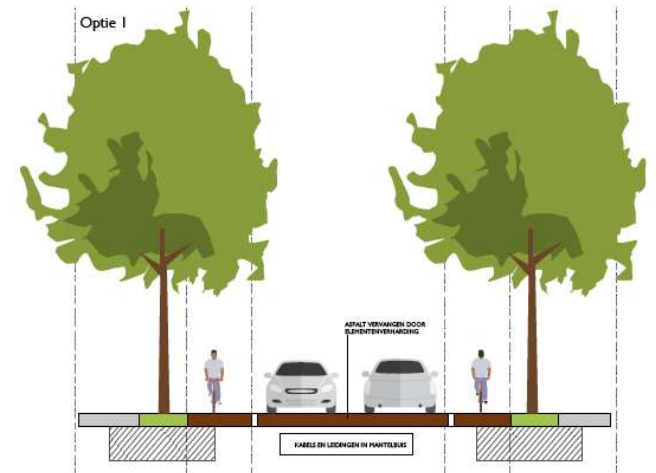 Optie 1
ASFALT VERVANGEN DOOR
ELEMENTENVERHARDING
KABELS EN LEIDINGEN IN MANTELBUIS